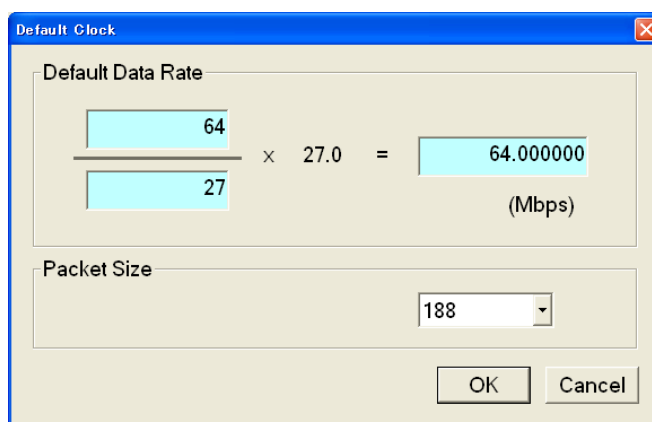 Default Clock
Default Data Rate
64
27
× 27.0 = 64.000000
(Mbps)
Packet Size
188
OK Cancel